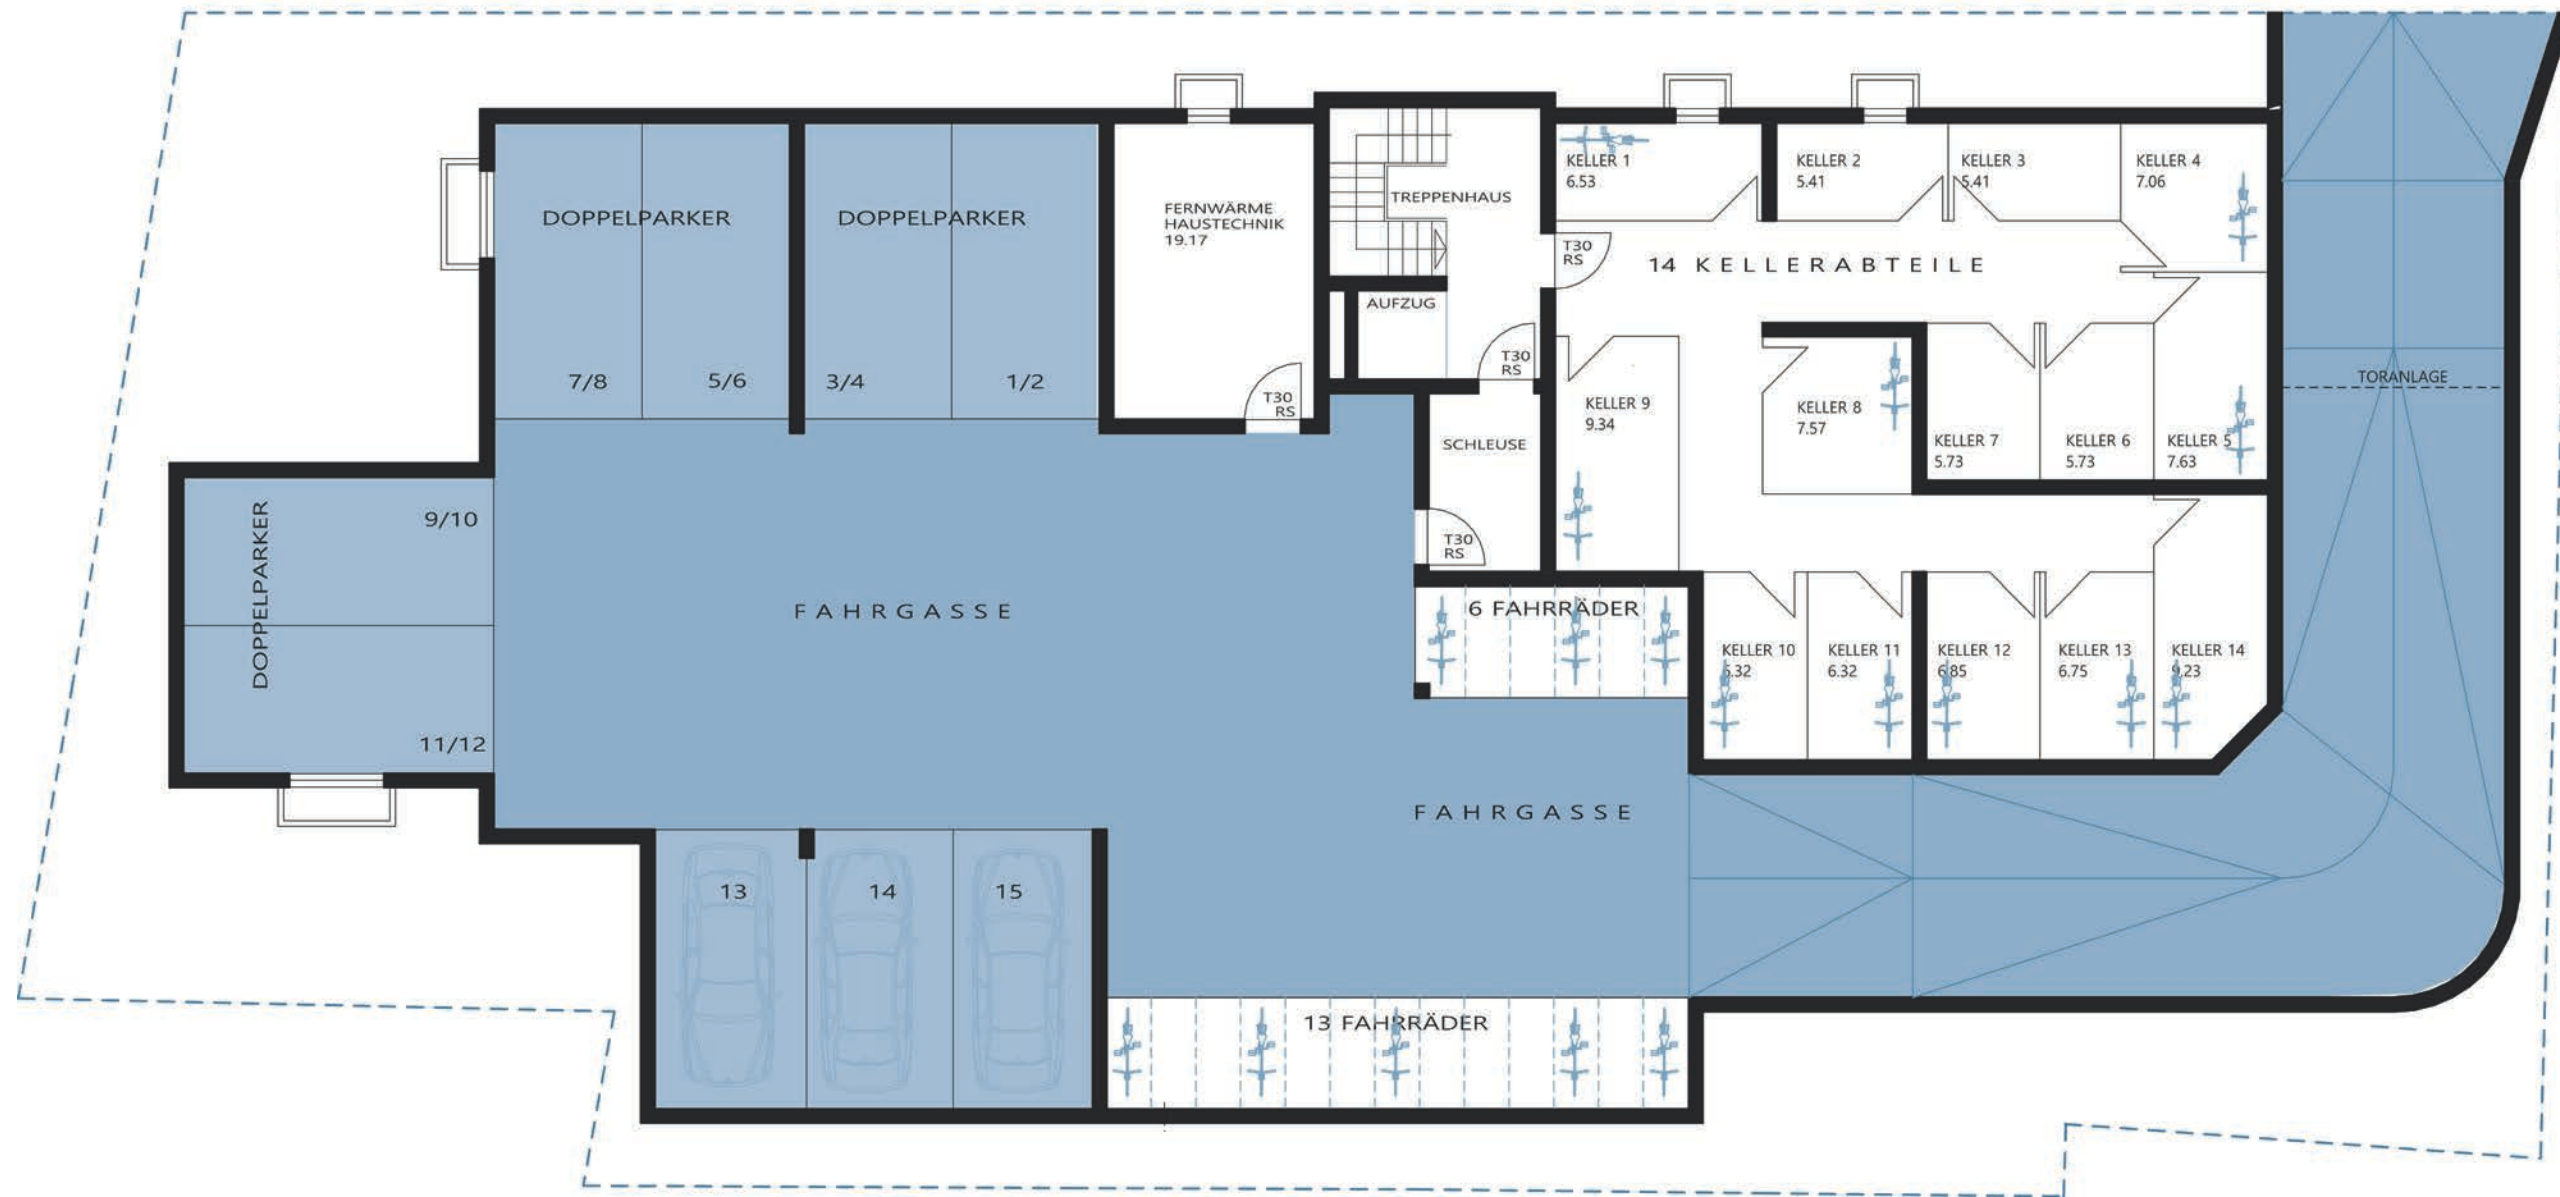 DOPPELPARKER
DOPPELPARKER
7/8
5/6
3/4
1/2
FERNWÄRME
HAUSTECHNIK
19.17
T30
RS
TREPPENHAUS
AUFZUG
T30
RS
T30
RS
SCHLEUSE
T30
RS
KELLER 1
6.53
KELLER 2
5.41
KELLER 3
5.41
KELLER 4
7.06
14 KELLERABTEILE
KELLER 9
9.34
KELLER 8
7.57
KELLER 7
5.73
KELLER 6
5.73
KELLER 5
7.63
TORANLAGE
DOPPELPARKER
9/10
11/12
FAHRGASSE
6 FAHRRÄDER
KELLER 10
6.32
KELLER 11
6.32
KELLER 12
6.85
KELLER 13
6.75
KELLER 14
9.23
FAHRGASSE
13
14
15
13 FAHRRÄDER